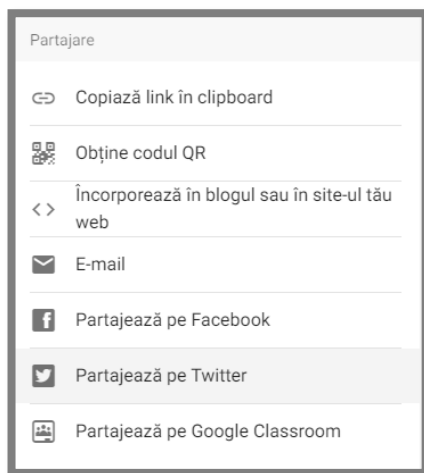 Partajare
Copiază link în clipboard
Obține codul QR
Încorporează în blogul sau în site-ul tău
web
E-mail
Partajează pe Facebook
Partajează pe Twitter
Partajează pe Google Classroom